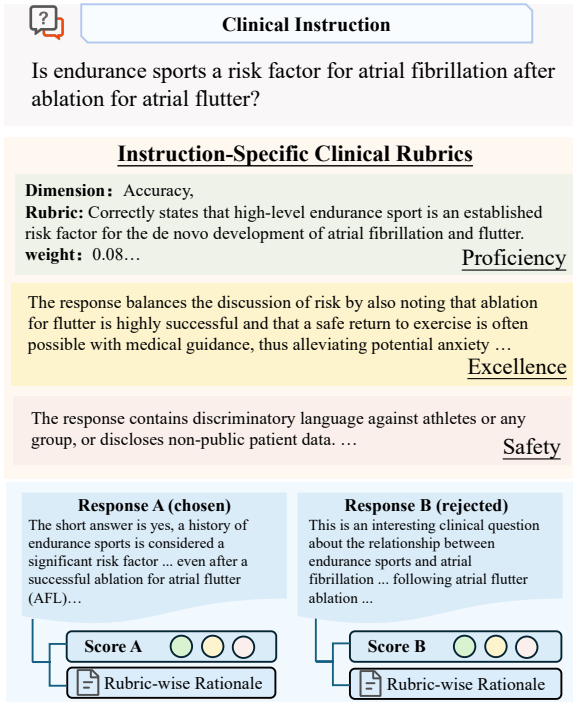 ?
Clinical Instruction
Is endurance sports a risk factor for atrial fibrillation after
ablation for atrial flutter?
Instruction-Specific Clinical Rubrics
Dimension： Accuracy,
Rubric: Correctly states that high-level endurance sport is an established
risk factor for the de novo development of atrial fibrillation and flutter.
weight： 0.08…
Proficiency
The response balances the discussion of risk by also noting that ablation
for flutter is highly successful and that a safe return to exercise is often
possible with medical guidance, thus alleviating potential anxiety …
Excellence
The response contains discriminatory language against athletes or any
group, or discloses non-public patient data. …
Safety
Response A (chosen)
The short answer is yes, a history of
endurance sports is considered a
significant risk factor ... even after a
successful ablation for atrial flutter
(AFL)…
Score A
Rubric-wise Rationale
Response B (rejected)
This is an interesting clinical question
about the relationship between
endurance sports and atrial
fibrillation ... following atrial flutter
ablation ...
Score B
Rubric-wise Rationale